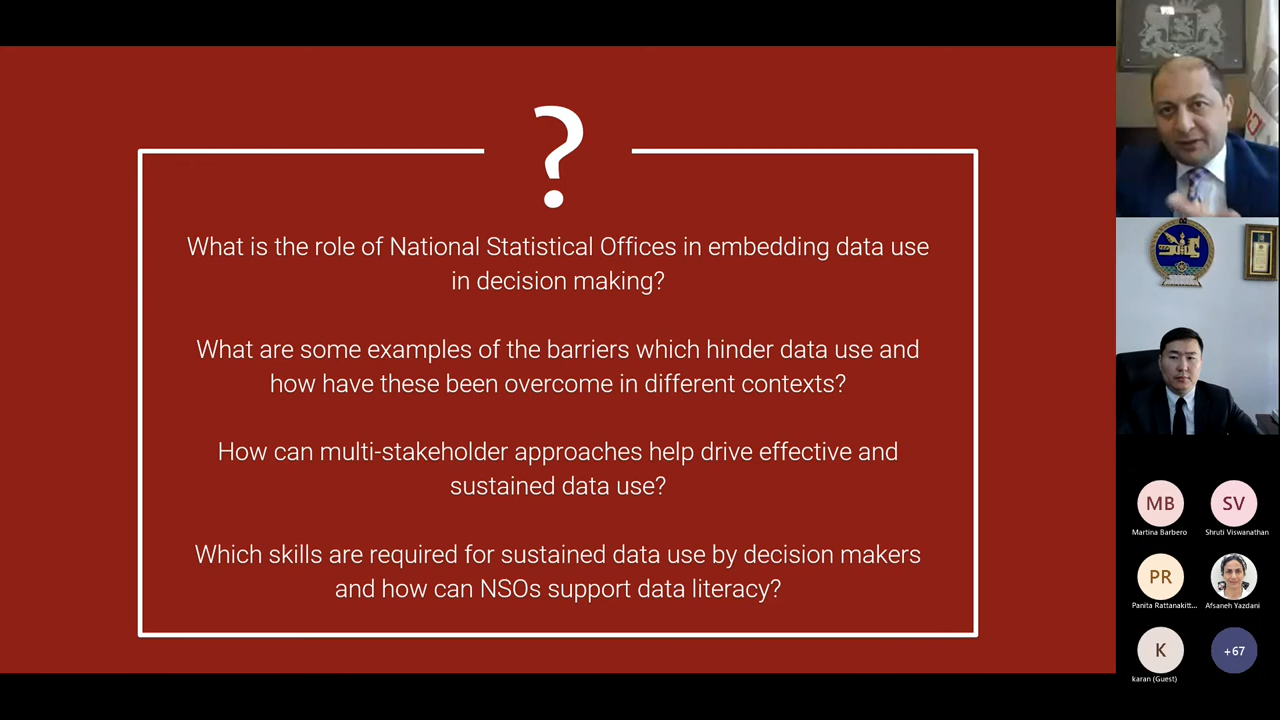 ?
What is the role of National Statistical Offices in embedding data use
in decision making?
What are some examples of the barriers which hinder data use and
how have these been overcome in different contexts?
How can multi-stakeholder approaches help drive effective and
sustained data use?
Which skills are required for sustained data use by decision makers
and how can NSOs support data literacy?
MB
SV
Martina Barbero
Shruti Viswanathan
PR
Panita Rattanakitt...
Afsaneh Yazdani
K
+67
karan (Guest)